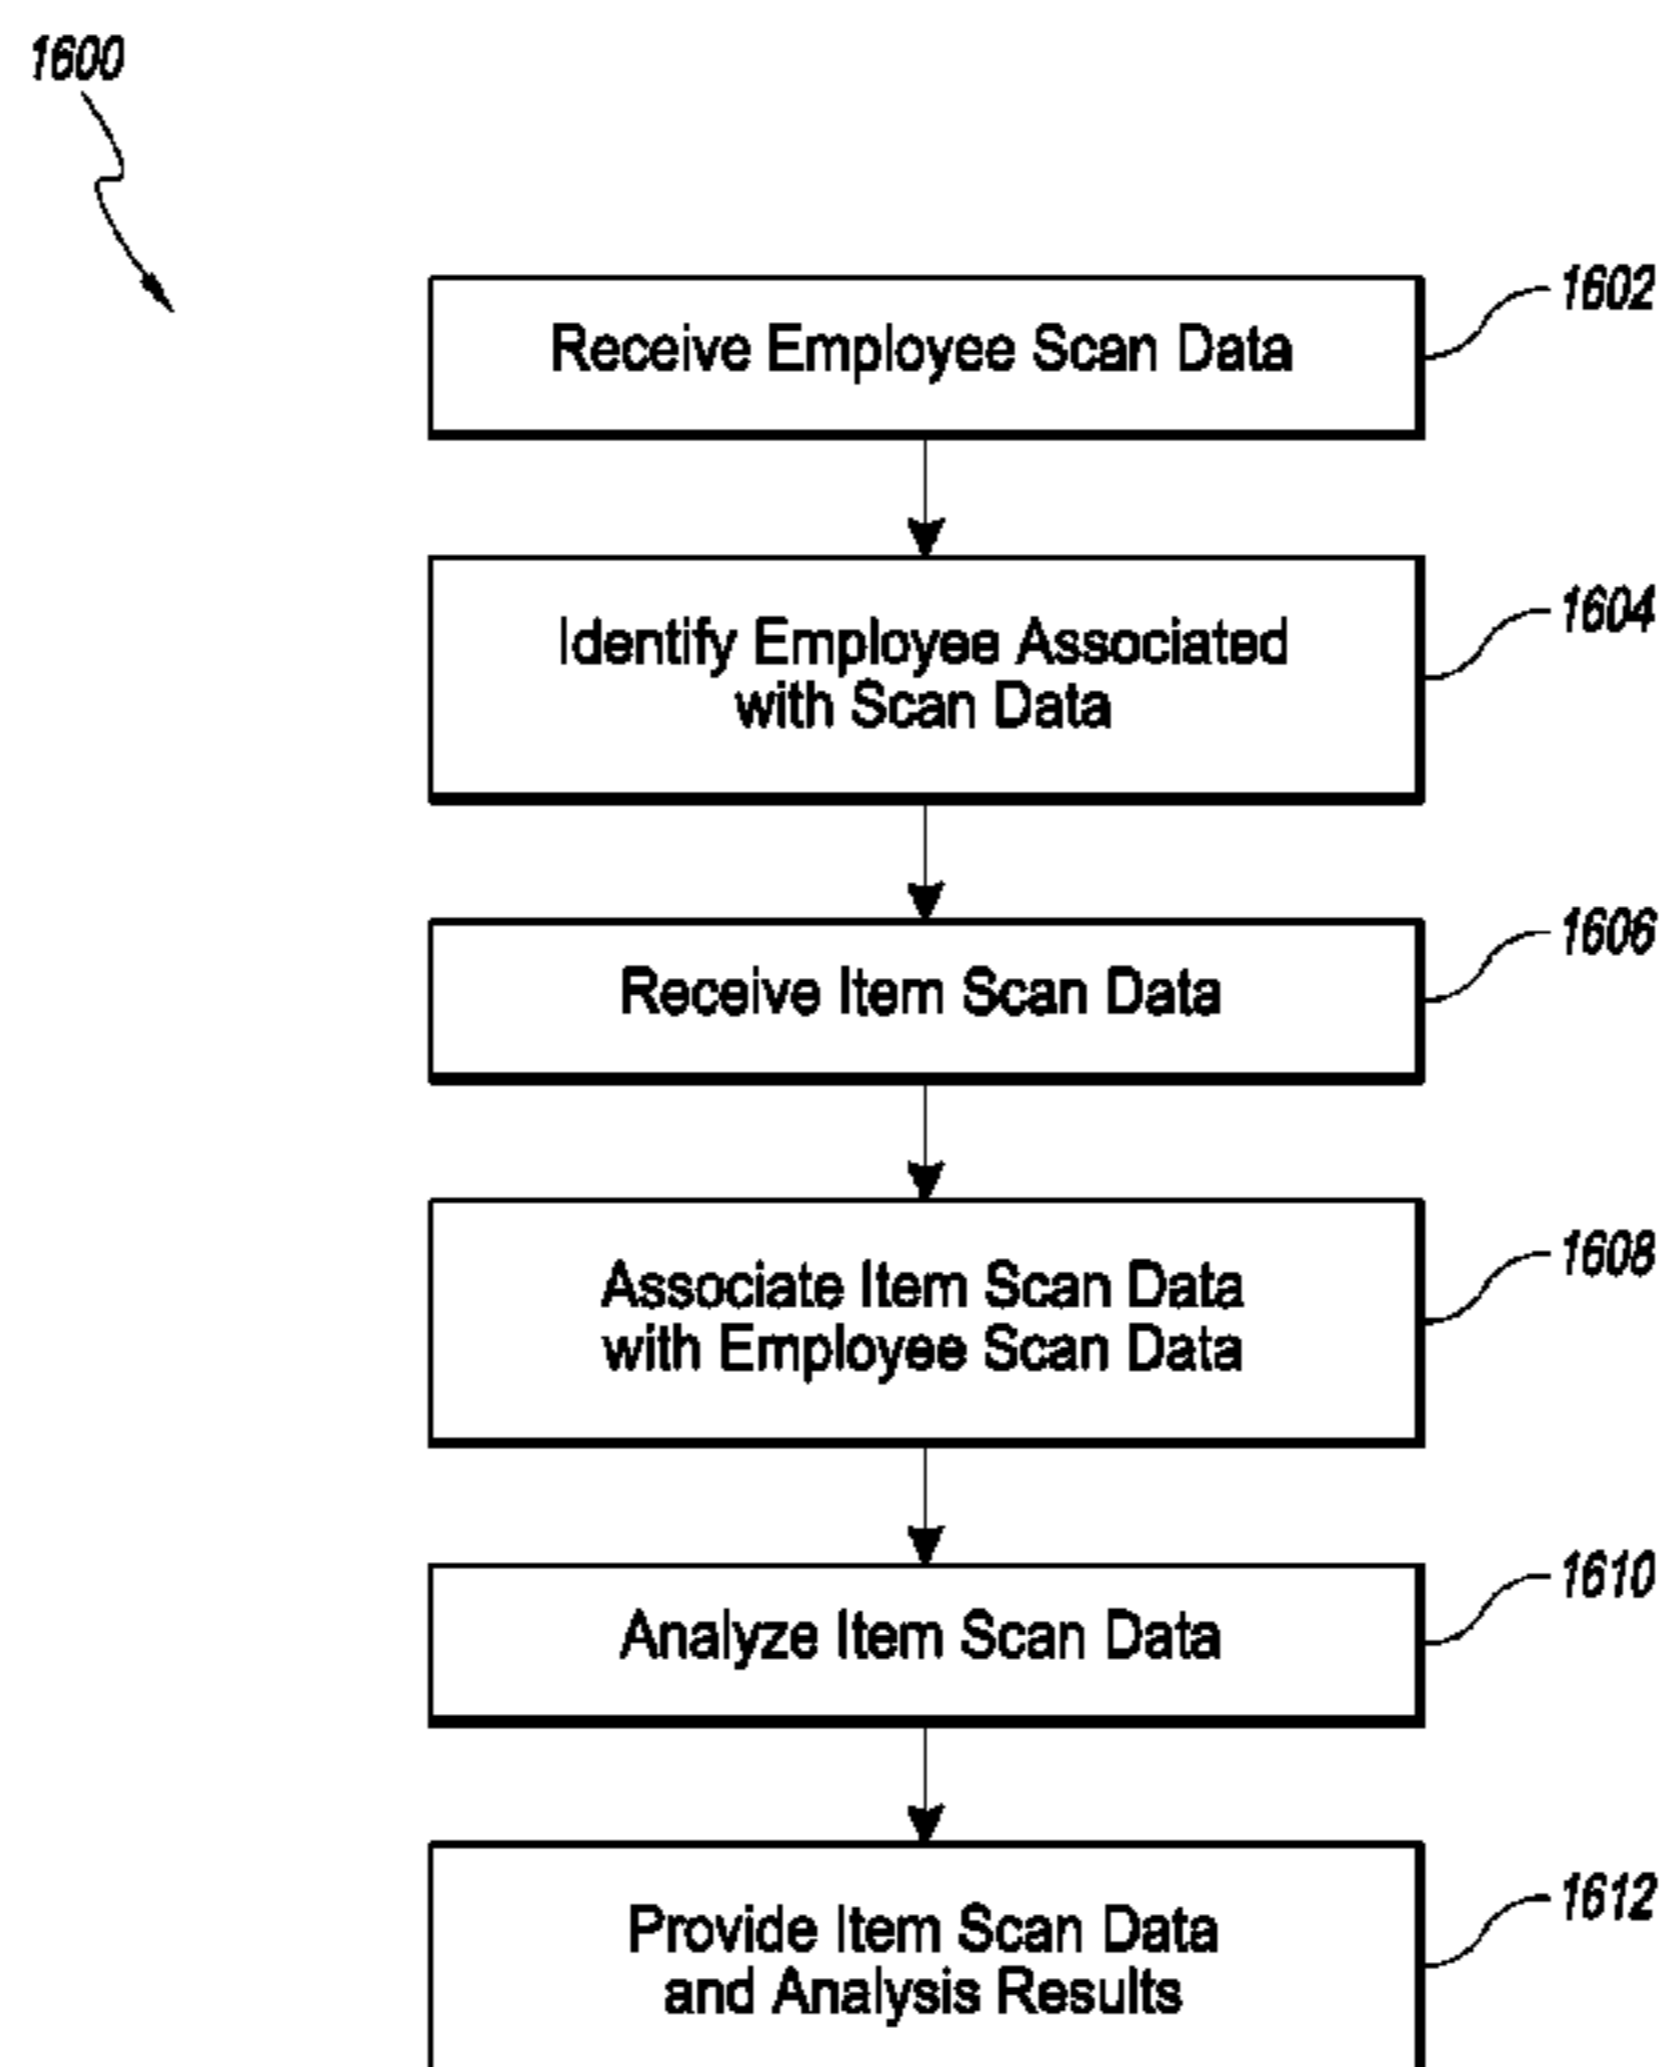 1600
Receive Employee Scan Data
1602
Identify Employee Associated
with Scan Data
1604
Receive Item Scan Data
1606
Associate Item Scan Data
with Employee Scan Data
1608
Analyze Item Scan Data
1610
Provide Item Scan Data
and Analysis Results
1612